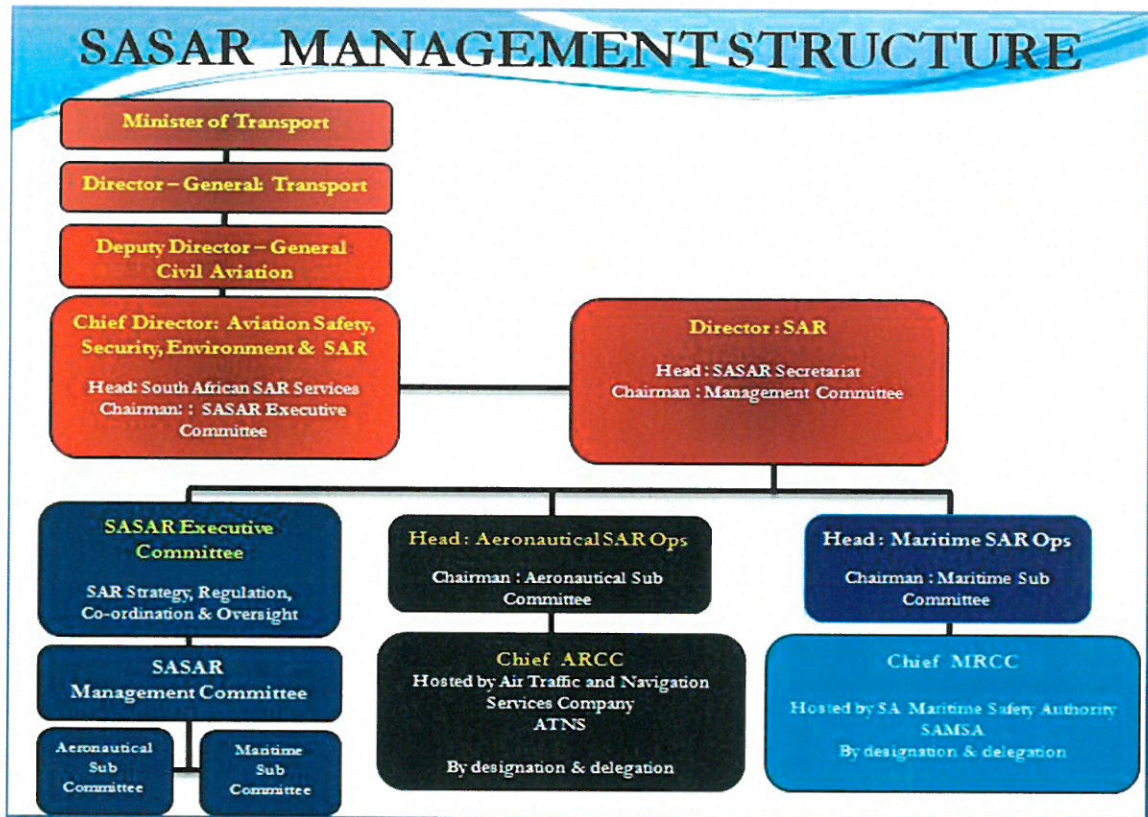 SASAR MANAGEMENT STRUCTURE
Minister of Transport
Director – General: Transport
Deputy Director – General
Civil Aviation
Chief Director: Aviation Safety,
Security, Environment & SAR
Head: South African SAR Services
Chairman: : SASAR Executive
Committee
Director : SAR
Head : SASAR Secretariat
Chairman : Management Committee
SASAR Executive
Committee
SAR Strategy, Regulation,
Co-ordination & Oversight
SASAR
Management Committee
Aeronautical
Sub
Committee
Maritime
Sub
Committee
Head : Aeronautical SAR Ops
Chairman : Aeronautical Sub
Committee
Chief ARCC
Hosted by Air Traffic and Navigation
Services Company
ATNS
By designation & delegation
Head : Maritime SAR Ops
Chairman : Maritime Sub
Committee
Chief MRCC
Hosted by SA Maritime Safety Authority
SAMSA
By designation & delegation